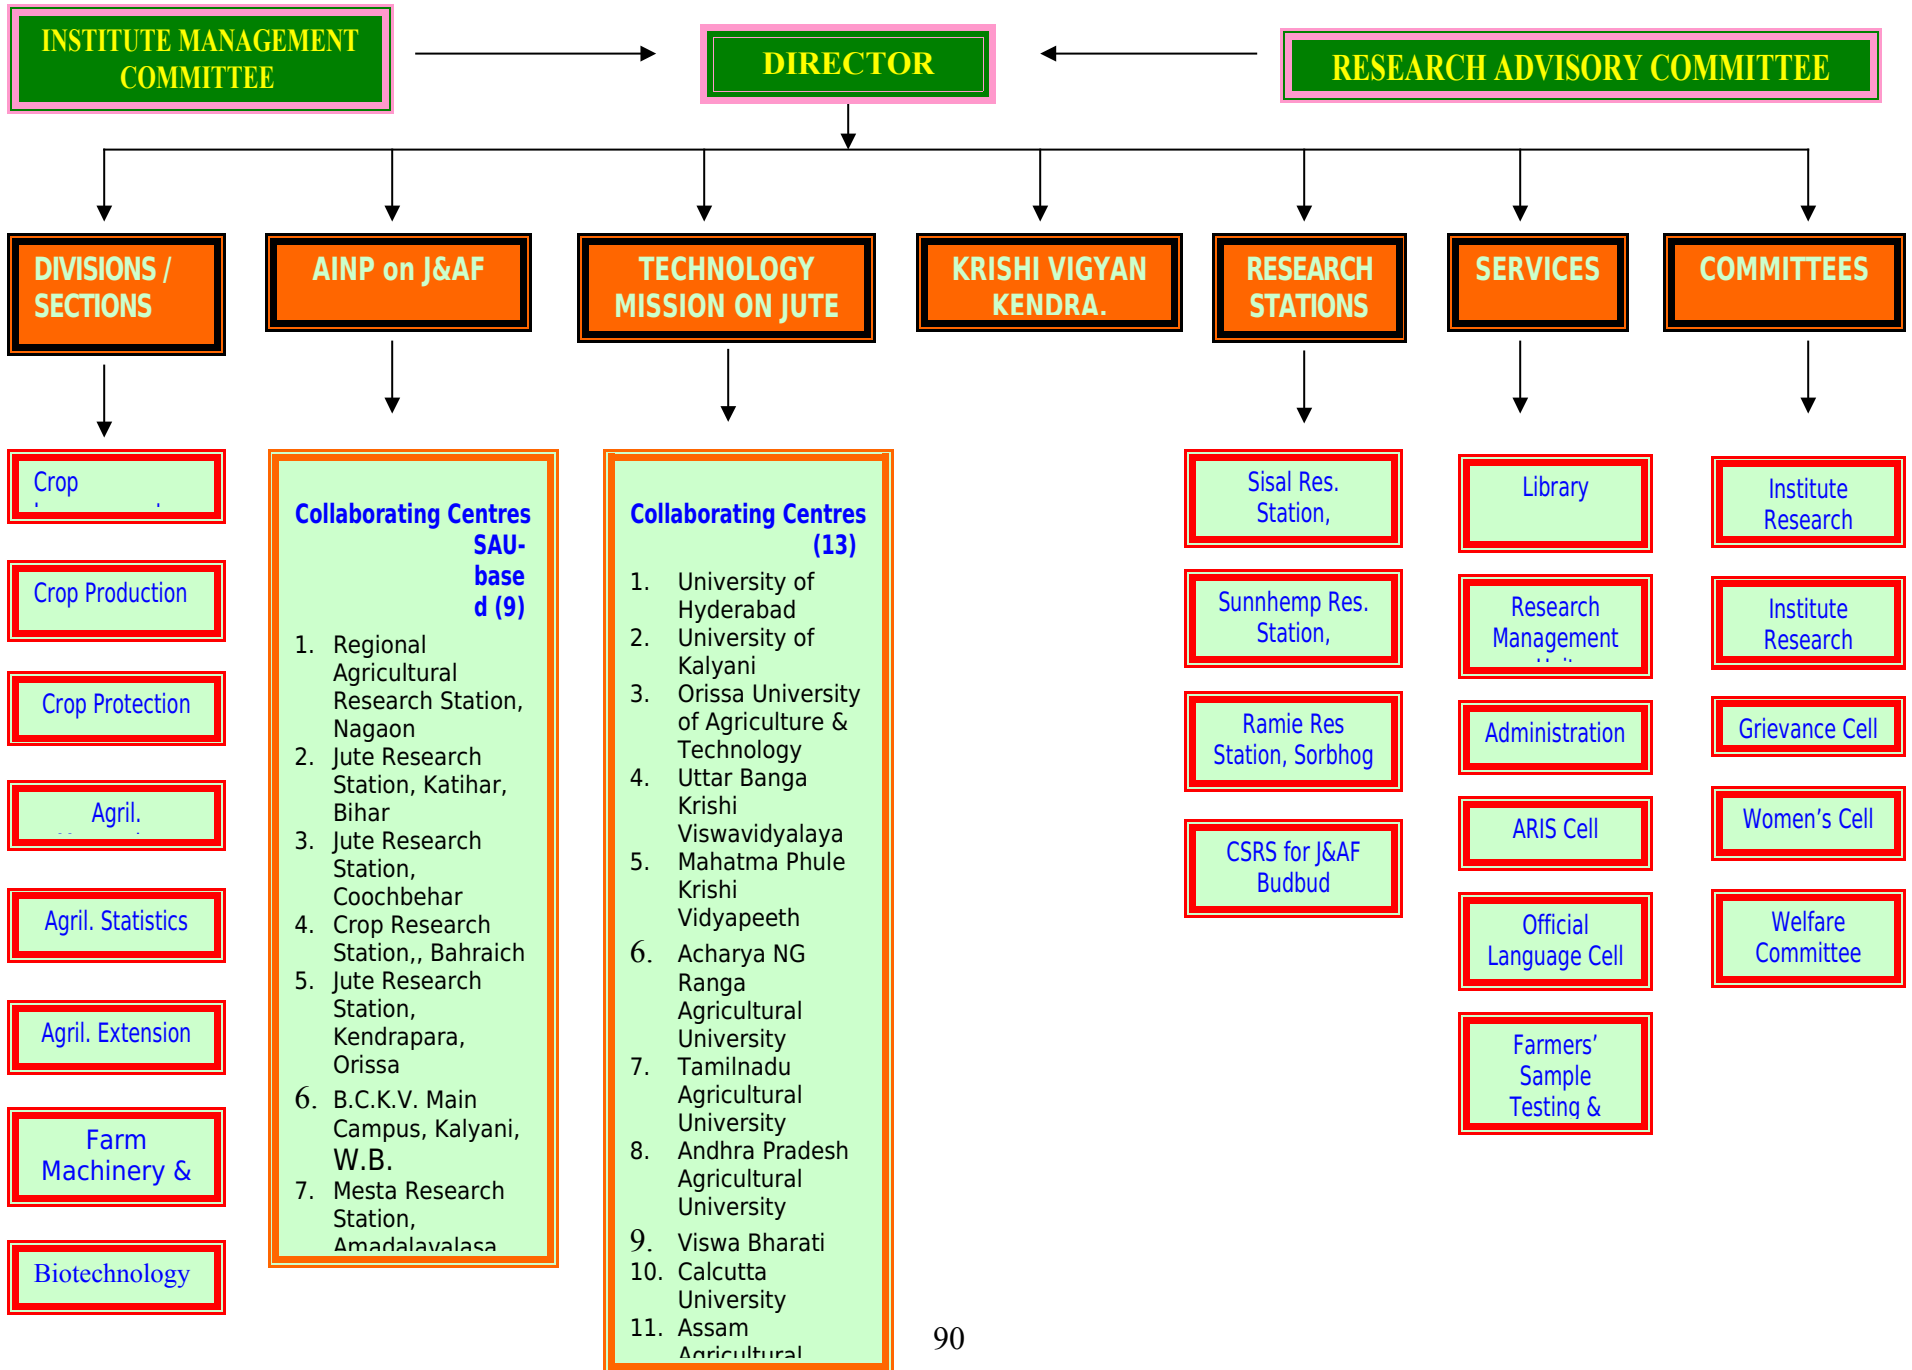 INSTITUTE MANAGEMENT
COMMITTEE
DIRECTOR
RESEARCH ADVISORY COMMITTEE
DIVISIONS /
SECTIONS
AINP on J&AF
TECHNOLOGY
MISSION ON JUTE
KRISHI VIGYAN
KENDRA.
RESEARCH
STATIONS
SERVICES
COMMITTEES
Crop
Crop Production
Crop Protection
Agril.
Agril. Statistics
Agril. Extension
Farm
Machinery &
Biotechnology
Collaborating Centres
SAU-
base
d (9)
1. Regional
Agricultural
Research Station,
Nagaon
2. Jute Research
Station, Katihar,
Bihar
3. Jute Research
Station,
Coochbehar
4. Crop Research
Station,, Bahraich
5. Jute Research
Station,
Kendrapara,
Orissa
6. B.C.K.V. Main
Campus, Kalyani,
W.B.
7. Mesta Research
Station,
Amadalavalasa
Collaborating Centres
(13)
1. University of
Hyderabad
2. University of
Kalyani
3. Orissa University
of Agriculture &
Technology
4. Uttar Banga
Krishi
Viswavidyalaya
5. Mahatma Phule
Krishi
Vidyapeeth
6. Acharya NG
Ranga
Agricultural
University
7. Tamilnadu
Agricultural
University
8. Andhra Pradesh
Agricultural
University
9. Viswa Bharati
10. Calcutta
University
11. Assam
Agricultural
Sisal Res.
Station,
Sunnhemp Res.
Station,
Ramie Res
Station, Sorbhog
CSRS for J&AF
Budbud
Library
Research
Management
Administration
ARIS Cell
Official
Language Cell
Farmers’
Sample
Testing &
Institute
Research
Institute
Research
Grievance Cell
Women’s Cell
Welfare
Committee
90